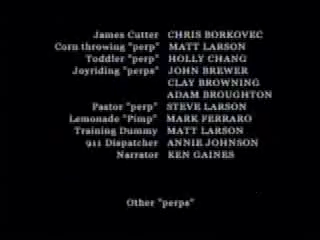 James Cutter CHRIS BORKOVEC
Corn throwing "perp" MATT LARSON
Toddler "perp" HOLLY CHANG
Joyriding "perps" JOHN BREWER
CLAY BROWNING
ADAM BROUGHTON
Pastor "perp" STEVE LARSON
Lemonade "Pimp" MARK FERRARO
Training Dummy MATT LARSON
911 Dispatcher ANNIE JOHNSON
Narrator KEN GAINES
Other "perps"